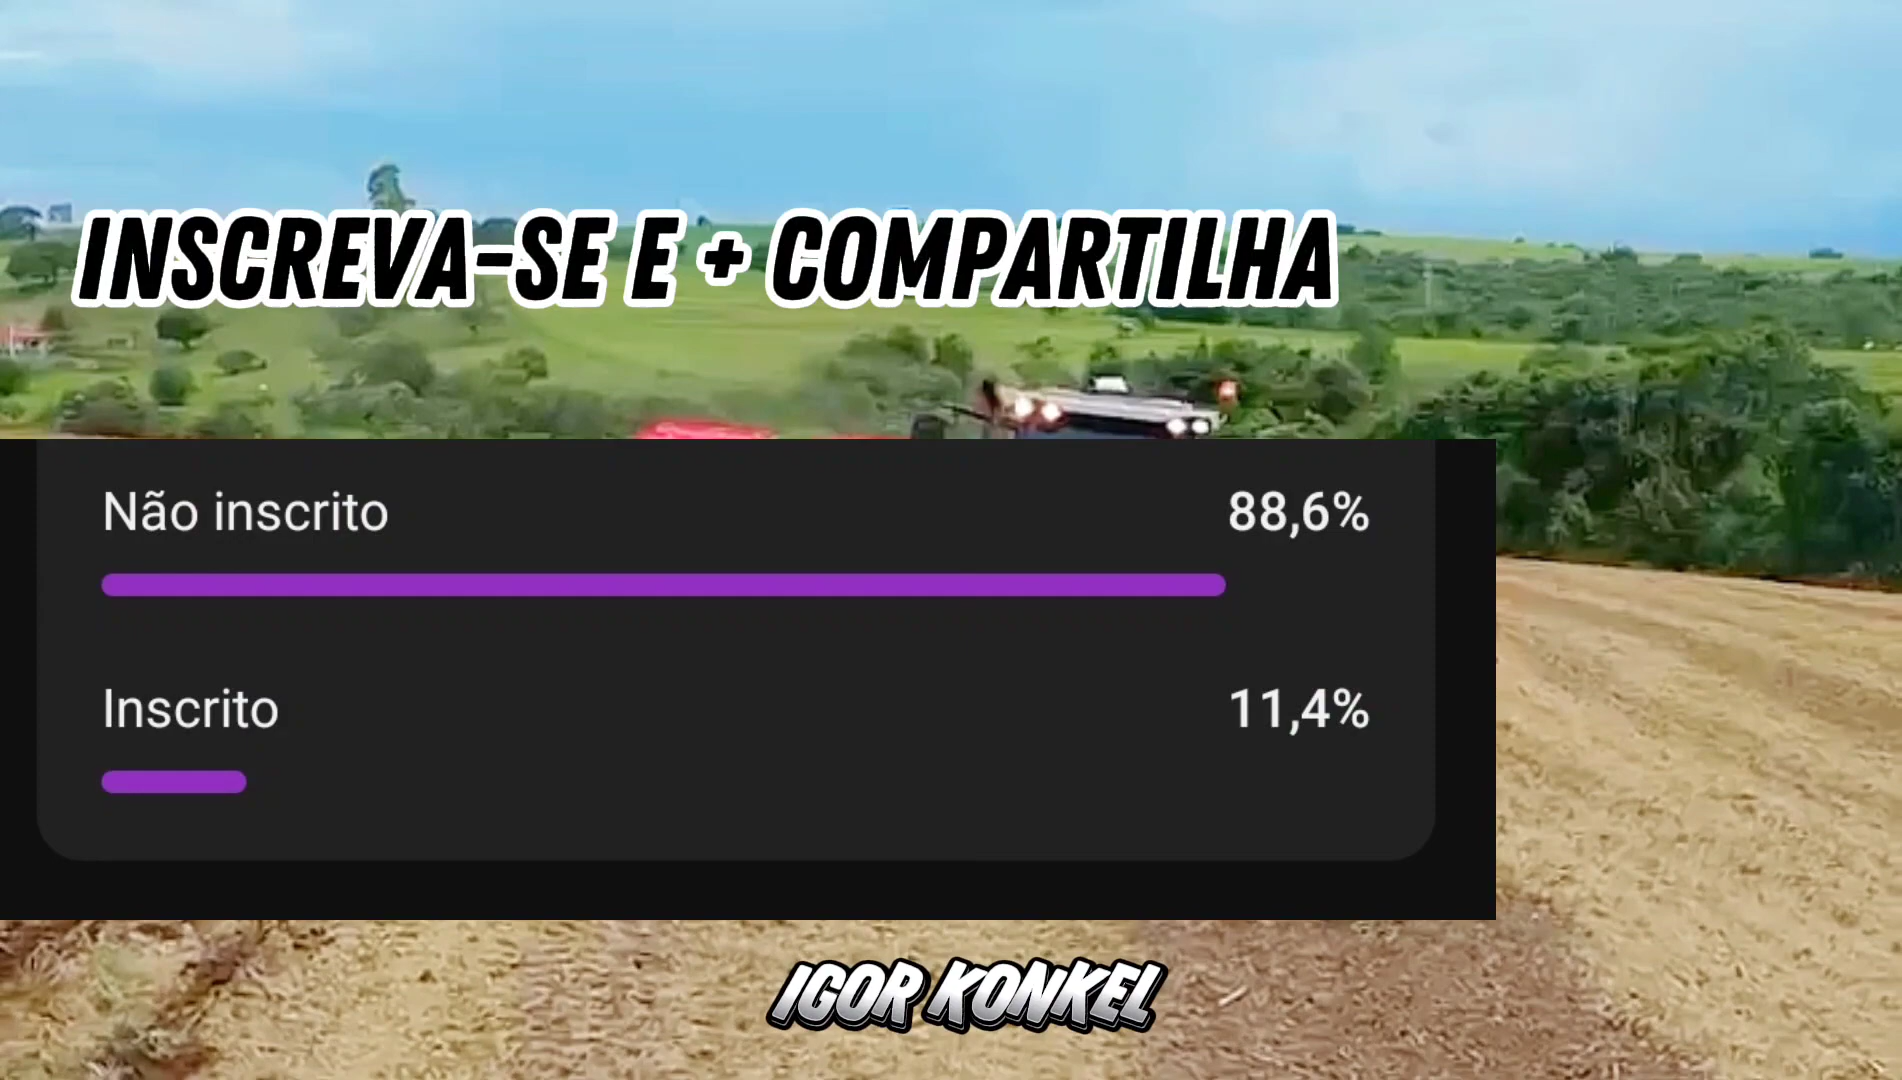 INSCREVA-SE E + COMPARTILHA
Não inscrito 88,6%
Inscrito 11,4%
IGOR KONKEL